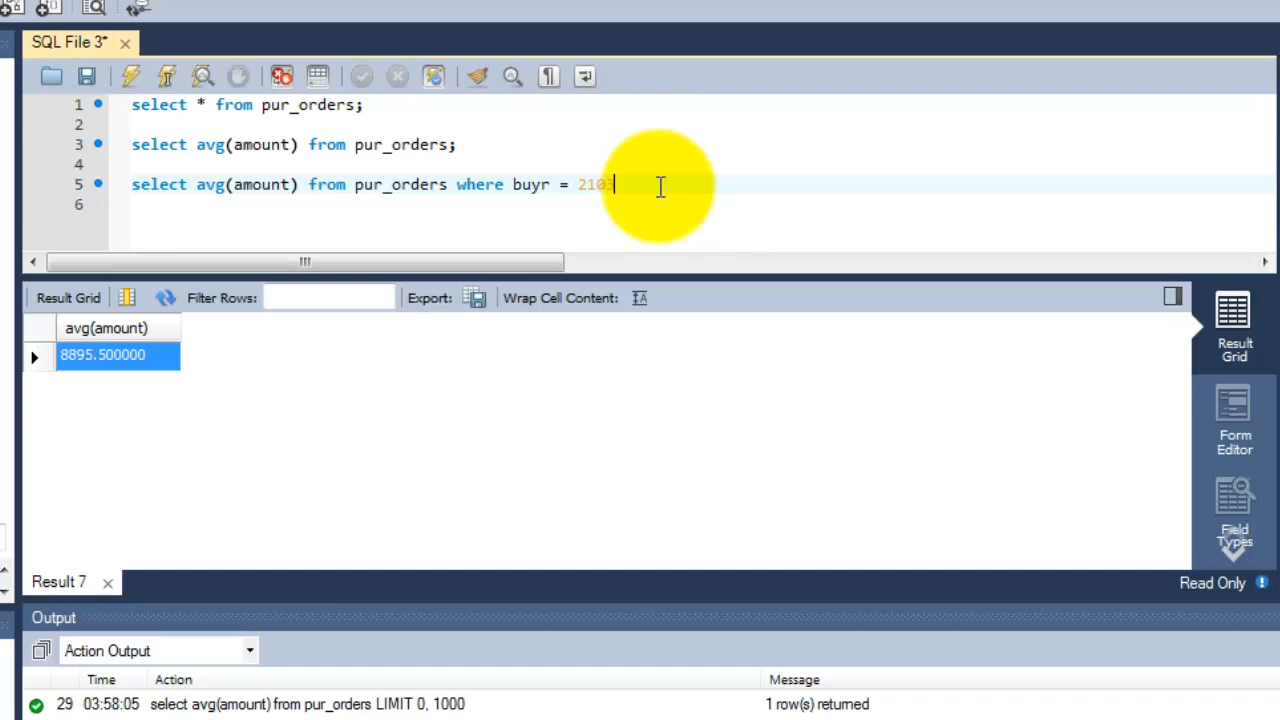 SQL File 3*
1 select * from pur_orders;
2
3 select avg(amount) from pur_orders;
4
5 select avg(amount) from pur_orders where buyr = 2103
6
Result Grid Filter Rows: Export: Wrap Cell Content:
avg(amount)
8895.500000
Result
Grid
Form
Editor
Field
Types
Result 7
Read Only
Output
Action Output
Time Action Message
29 03:58:05 select avg(amount) from pur_orders LIMIT 0, 1000 1 row(s) returned